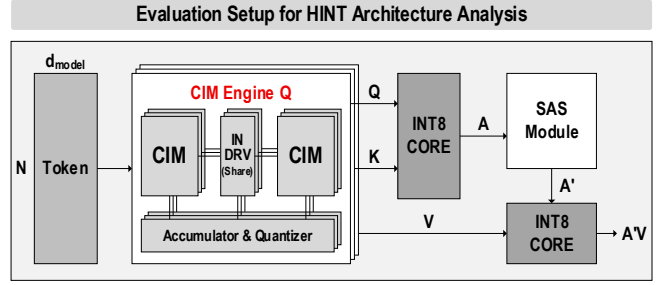 Evaluation Setup for HINT Architecture Analysis
d_model
N
Token
CIM Engine Q
CIM
IN
DRV
(Share)
CIM
Accumulator & Quantizer
Q
K
V
INT8
CORE
A
SAS
Module
A'
INT8
CORE
A'V